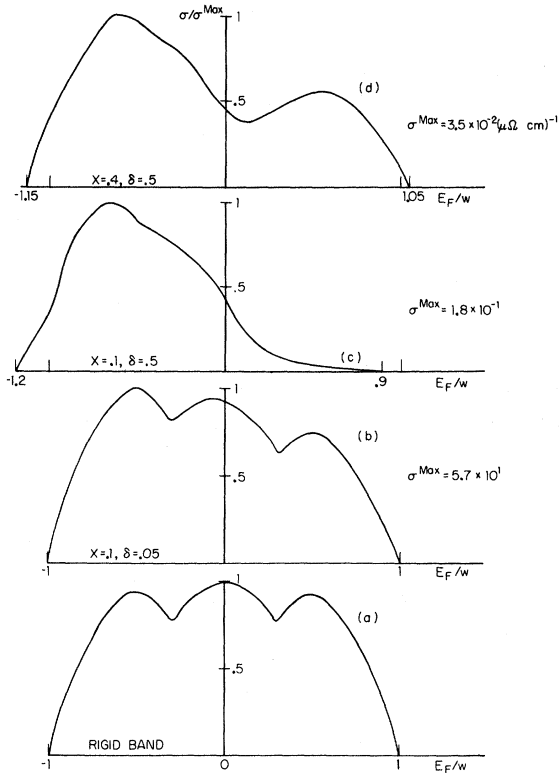 σ/σ^Max
1
.5
(d)
σ^Max = 3.5 × 10^-2 (μΩ cm)^-1
X=.4, δ=.5
-1.15
1.05
E_F/w
1
.5
σ^Max = 1.8 × 10^-1
(c)
X=.1, δ=.5
-1.2
.9
E_F/w
1
(b)
.5
σ^Max = 5.7 × 10^1
X=.1, δ=.05
-1
1
E_F/w
1
(a)
.5
RIGID BAND
-1
0
1
E_F/w